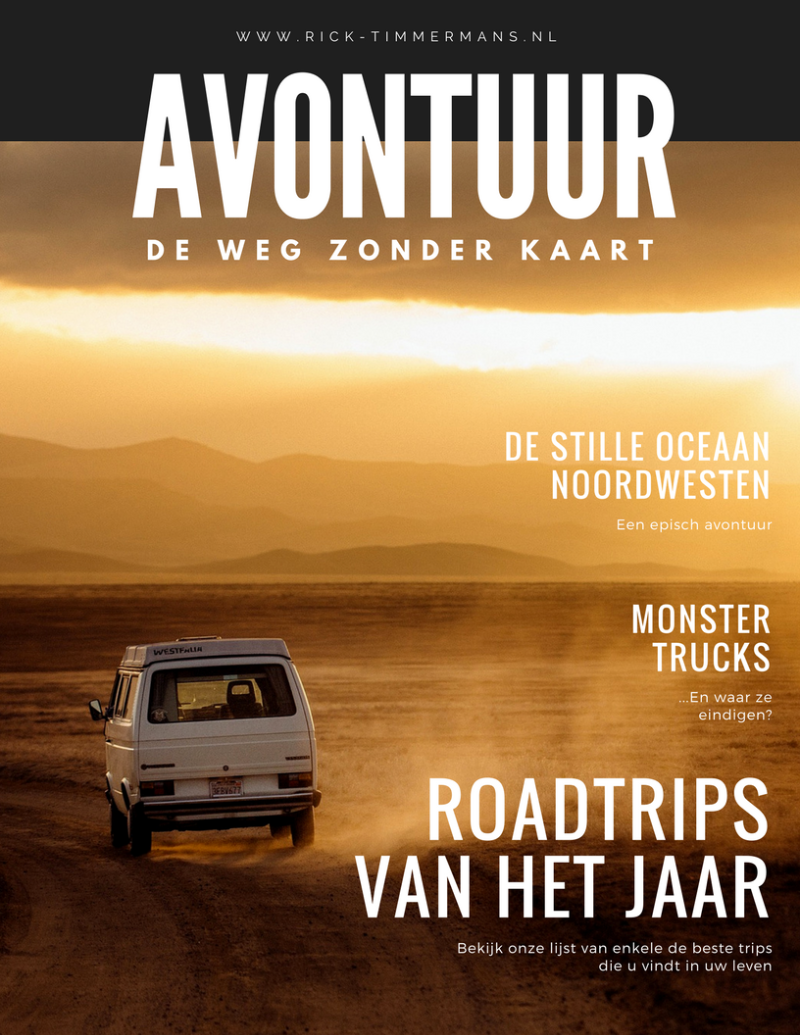 WWW.RICK-TIMMERMANS.NL
AVONTUUR
DE WEG ZONDER KAART
DE STILLE OCEAAN
NOORDWESTEN
Een episch avontuur
MONSTER
TRUCKS
...En waar ze
eindigen?
WESTFALIA
ROADTRIPS
VAN HET JAAR
Bekijk onze lijst van enkele de beste trips
die u vindt in uw leven